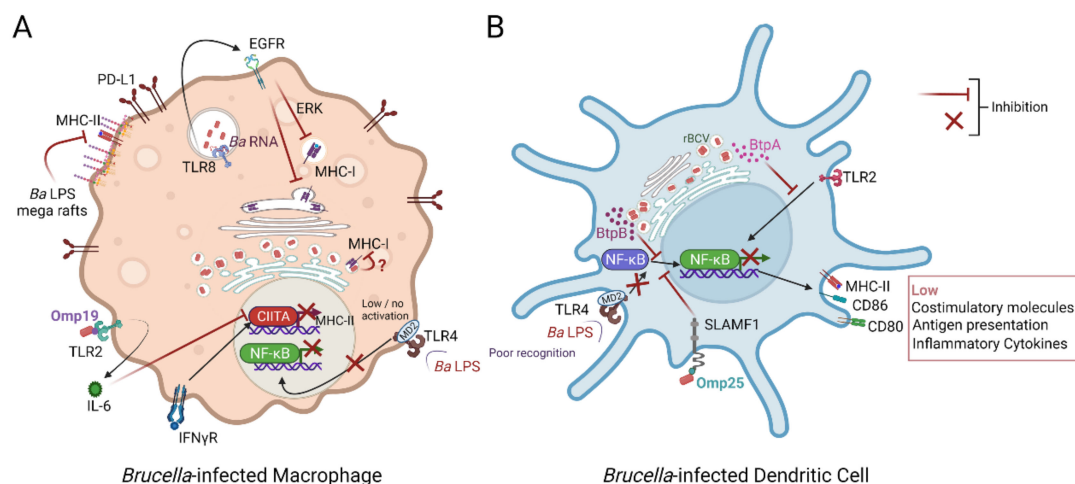 A
EGFR
PD-L1
ERK
MHC-II
Ba RNA
TLR8
MHC-I
Ba LPS
mega rafts
MHC-I
?
Low / no
activation
Omp19
CIITA
MHC-II
MD2
TLR4
TLR2
NF-κB
Ba LPS
IL-6
IFNγR
Brucella-infected Macrophage
B
Inhibition
rBCV
BtpA
TLR2
BtpB
NF-κB
NF-κB
MHC-II
MD2
CD86
TLR4
SLAMF1
CD80
Ba LPS
Poor recognition
Omp25
Low
Costimulatory molecules
Antigen presentation
Inflammatory Cytokines
Brucella-infected Dendritic Cell